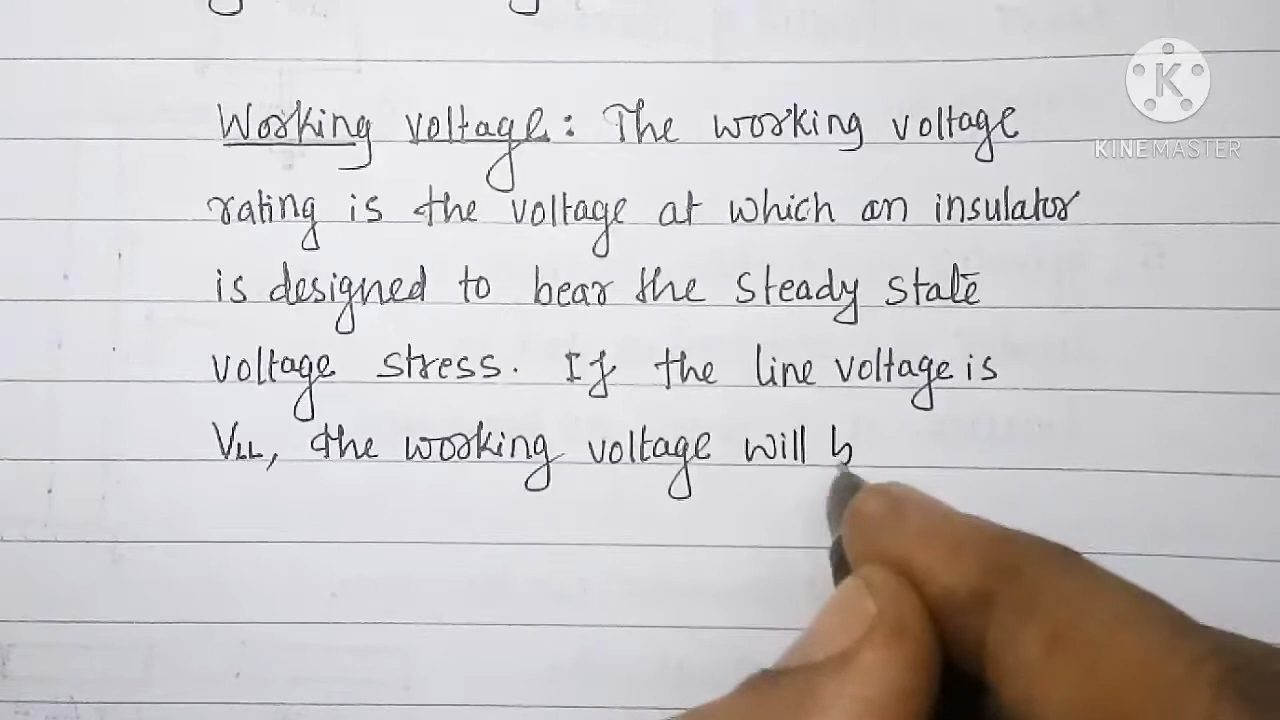 Working voltage: The working voltage
rating is the voltage at which an insulator
is designed to bear the steady state
voltage stress. If the line voltage is
VLL, the working voltage will b
K
KINEMASTER